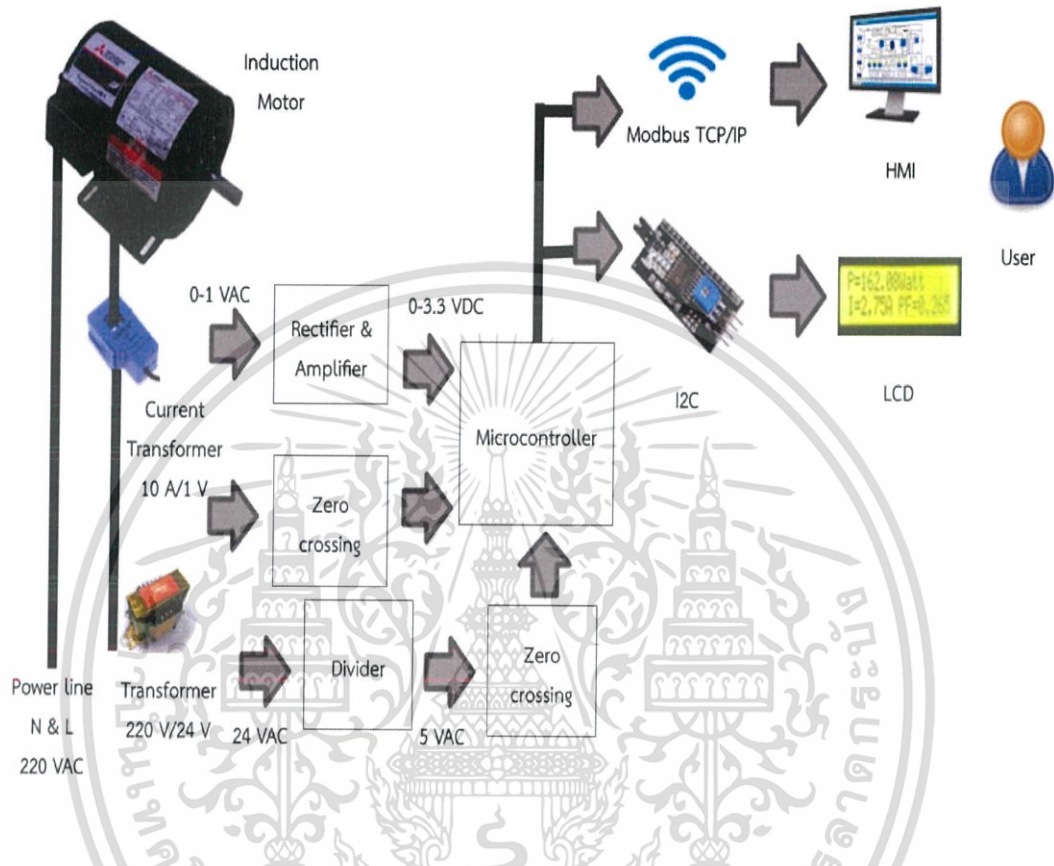 Induction
Motor
Modbus TCP/IP
HMI
User
0-1 VAC
Rectifier &
Amplifier
0-3.3 VDC
Microcontroller
I2C
P=162.00Watt
I=2.75A PF=0.265
LCD
Current
Transformer
10 A/1 V
Zero
crossing
Power line
N & L
220 VAC
Transformer
220 V/24 V
24 VAC
Divider
5 VAC
Zero
crossing